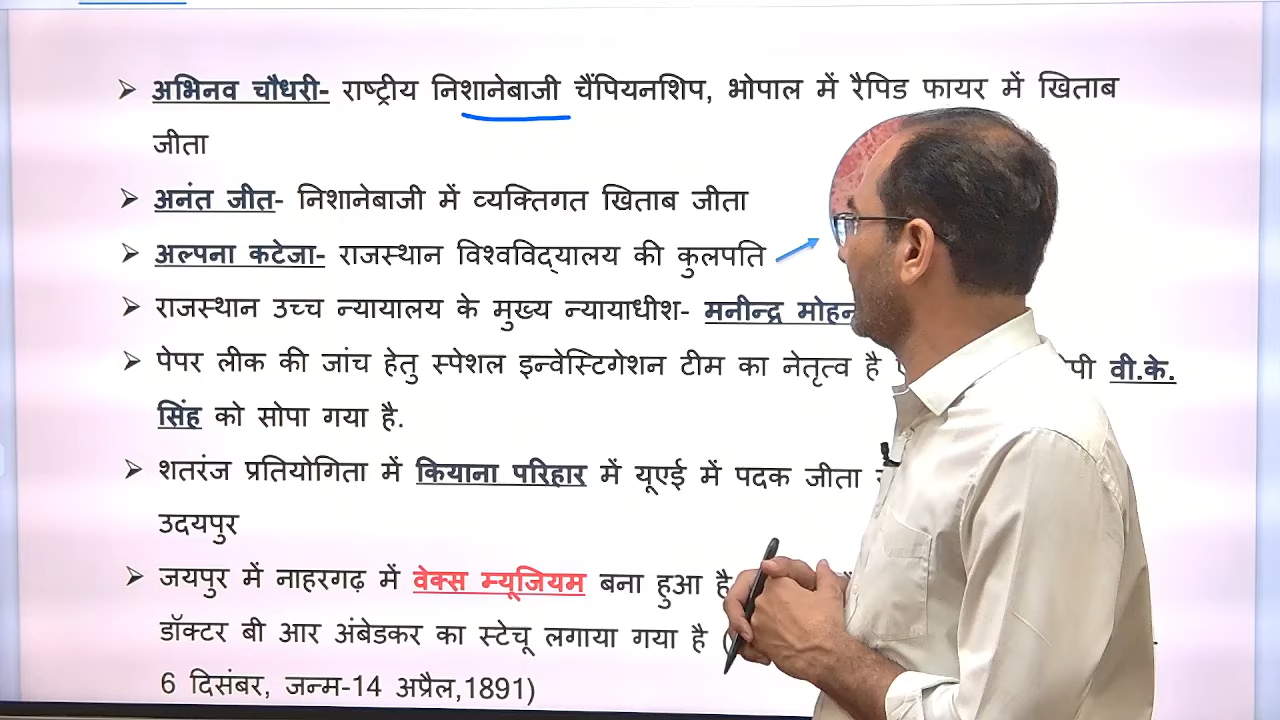 ➢ अभिनव चौधरी- राष्ट्रीय निशानेबाजी चैंपियनशिप, भोपाल में रैपिड फायर में खिताब
जीता
➢ अनंत जीत- निशानेबाजी में व्यक्तिगत खिताब जीता
➢ अल्पना कटेजा- राजस्थान विश्वविद्यालय की कुलपति
➢ राजस्थान उच्च न्यायालय के मुख्य न्यायाधीश- मनीन्द्र मोहन
➢ पेपर लीक की जांच हेतु स्पेशल इन्वेस्टिगेशन टीम का नेतृत्व है वी.के.
सिंह को सोपा गया है.
➢ शतरंज प्रतियोगिता में कियाना परिहार में यूएई में पदक जीता
उदयपुर
➢ जयपुर में नाहरगढ़ में वेक्स म्यूजियम बना हुआ है
डॉक्टर बी आर अंबेडकर का स्टेचू लगाया गया है (
6 दिसंबर, जन्म-14 अप्रैल,1891)